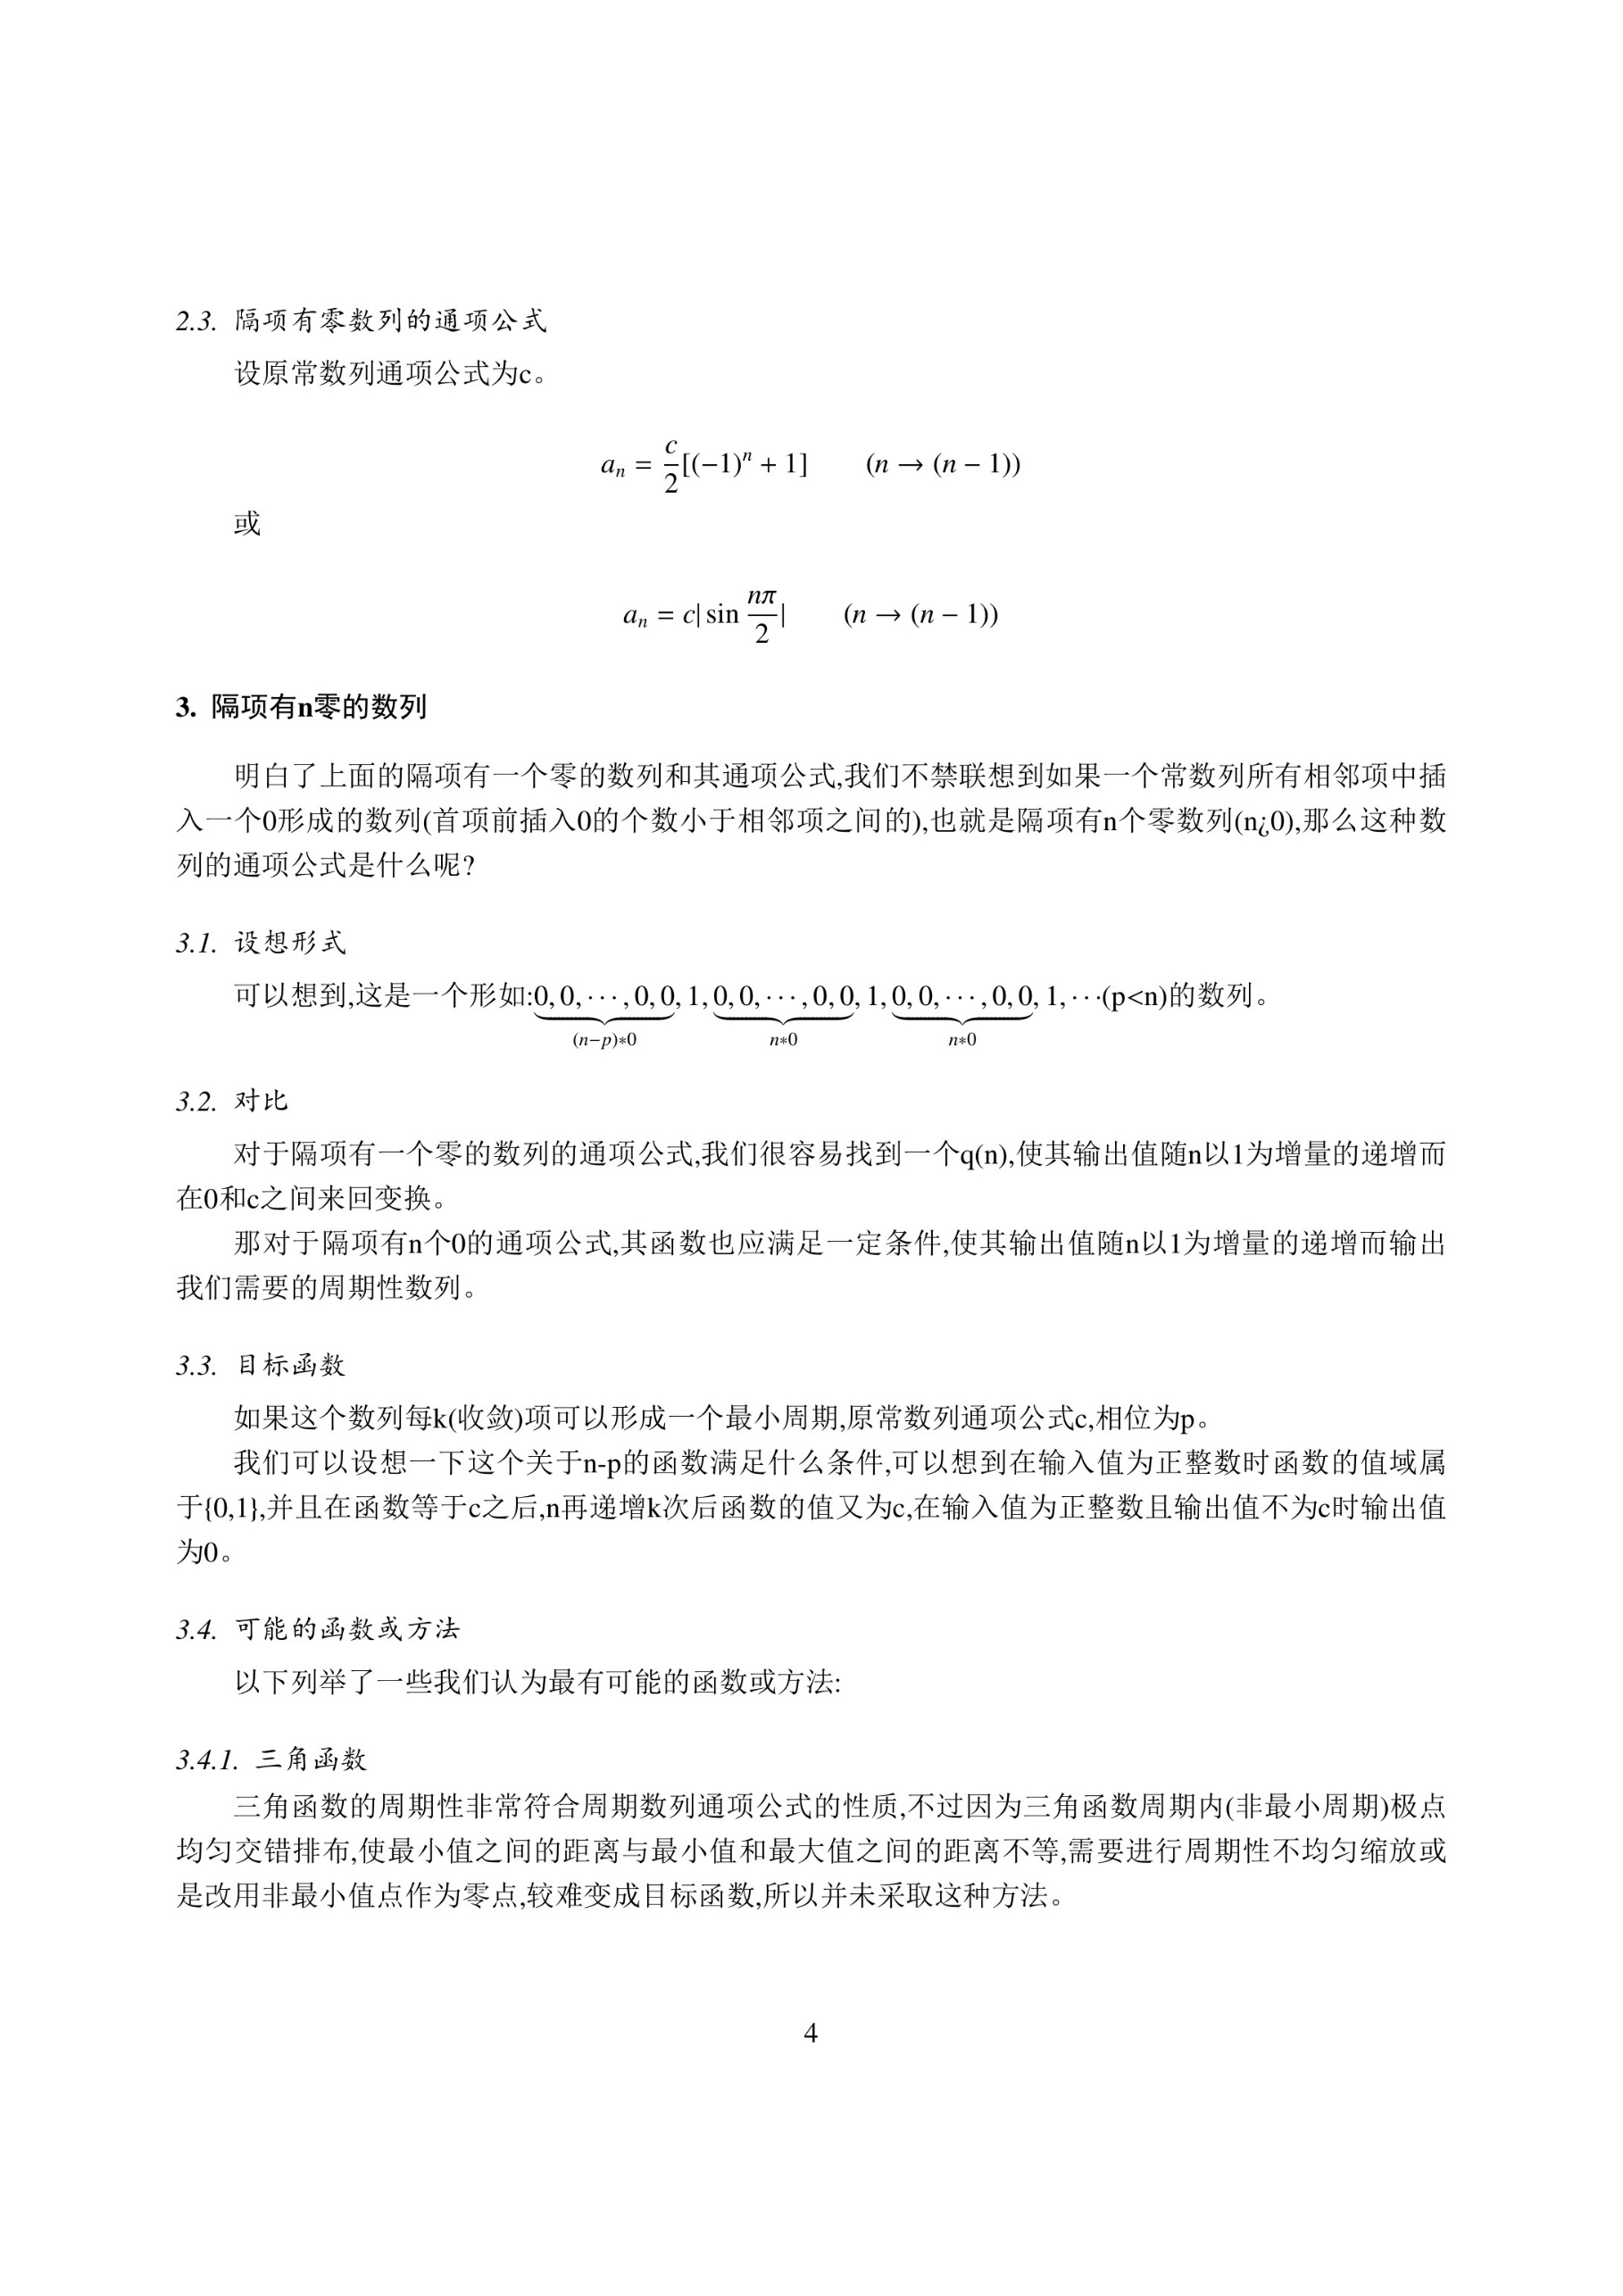 2.3. 隔项有零数列的通项公式
设原常数列通项公式为c。
a_n = \frac{c}{2}[(−1)^n + 1]  (n → (n − 1))
或
a_n = c| sin \frac{nπ}{2}|  (n → (n − 1))
3. 隔项有n零的数列
明白了上面的隔项有一个零的数列和其通项公式,我们不禁联想到如果一个常数列所有相邻项中插
入一个0形成的数列(首项前插入0的个数小于相邻项之间的),也就是隔项有n个零数列(n¿0),那么这种数
列的通项公式是什么呢?
3.1. 设想形式
可以想到,这是一个形如:0, 0, · · · , 0, 0, 1, 0, 0, · · · , 0, 0, 1, 0, 0, · · · , 0, 0, 1, · · ·(p<n)的数列。
(n−p)∗0 n∗0 n∗0
3.2. 对比
对于隔项有一个零的数列的通项公式,我们很容易找到一个q(n),使其输出值随n以1为增量的递增而
在0和c之间来回变换。
那对于隔项有n个0的通项公式,其函数也应满足一定条件,使其输出值随n以1为增量的递增而输出
我们需要的周期性数列。
3.3. 目标函数
如果这个数列每k(收敛)项可以形成一个最小周期,原常数列通项公式c,相位为p。
我们可以设想一下这个关于n-p的函数满足什么条件,可以想到在输入值为正整数时函数的值域属
于{0,1},并且在函数等于c之后,n再递增k次后函数的值又为c,在输入值为正整数且输出值不为c时输出值
为0。
3.4. 可能的函数或方法
以下列举了一些我们认为最有可能的函数或方法:
3.4.1. 三角函数
三角函数的周期性非常符合周期数列通项公式的性质,不过因为三角函数周期内(非最小周期)极点
均匀交错排布,使最小值之间的距离与最小值和最大值之间的距离不等,需要进行周期性不均匀缩放或
是改用非最小值点作为零点,较难变成目标函数,所以并未采取这种方法。
4